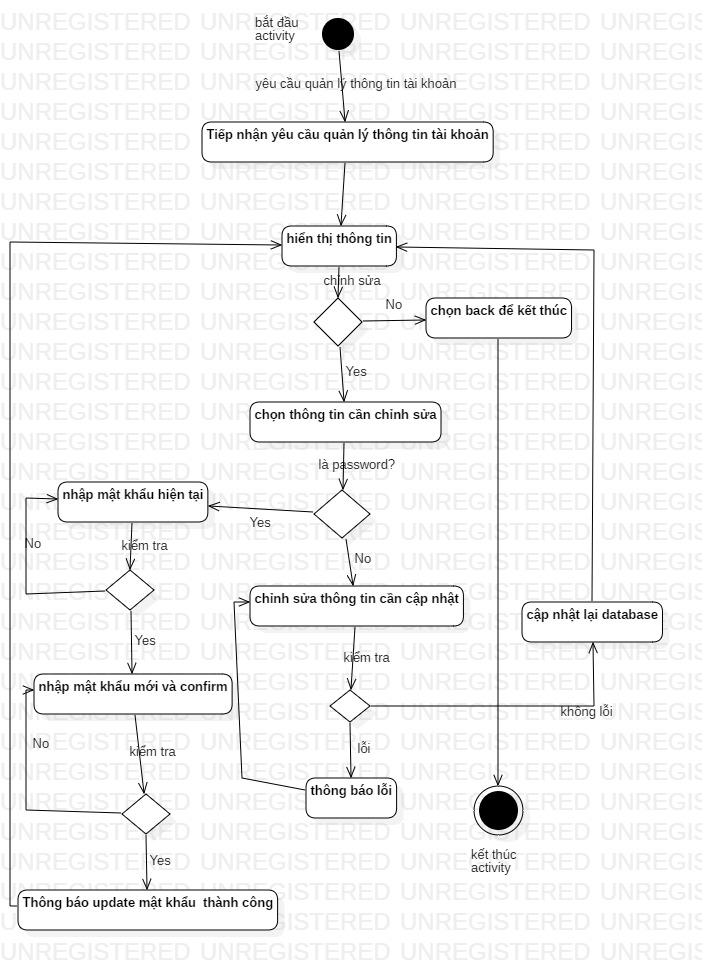 UNREGISTERED UNREGISTERED UNREGISTERED UNREGISTERED
bắt đầu
activity
yêu cầu quản lý thông tin tài khoản
Tiếp nhận yêu cầu quản lý thông tin tài khoản
hiển thị thông tin
chỉnh sửa
No
chọn back để kết thúc
Yes
chọn thông tin cần chỉnh sửa
là password?
nhập mật khẩu hiện tại
Yes
No
kiểm tra
No
chỉnh sửa thông tin cần cập nhật
cập nhật lại database
Yes
kiểm tra
nhập mật khẩu mới và confirm
không lỗi
No
kiểm tra
lỗi
thông báo lỗi
kết thúc
activity
Yes
Thông báo update mật khẩu thành công